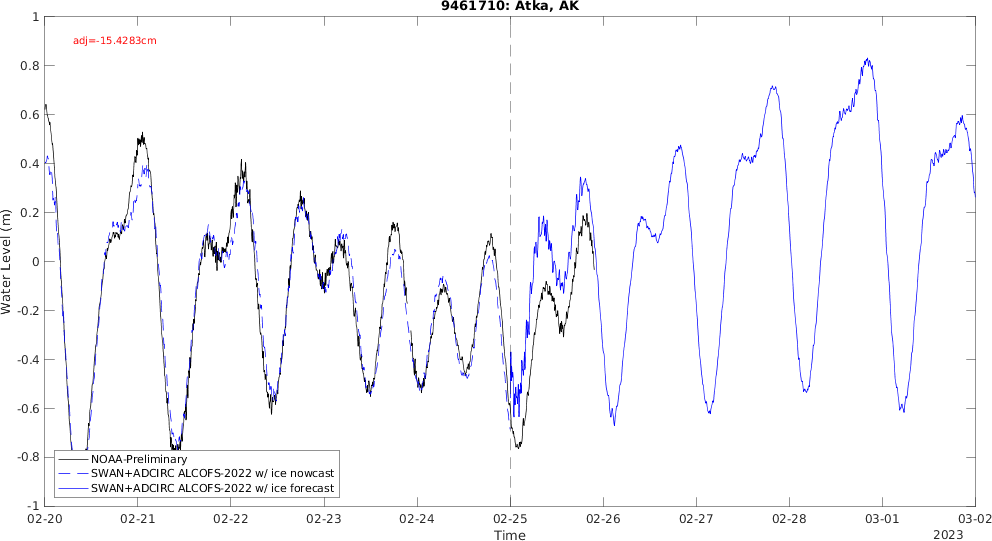 9461710: Atka, AK
adj=-15.4283cm
1
0.8
0.6
0.4
0.2
0
-0.2
-0.4
-0.6
-0.8
-1
Water Level (m)
NOAA-Preliminary
SWAN+ADCIRC ALCOFS-2022 w/ ice nowcast
SWAN+ADCIRC ALCOFS-2022 w/ ice forecast
02-20 02-21 02-22 02-23 02-24 02-25 02-26 02-27 02-28 03-01 03-02
Time
2023